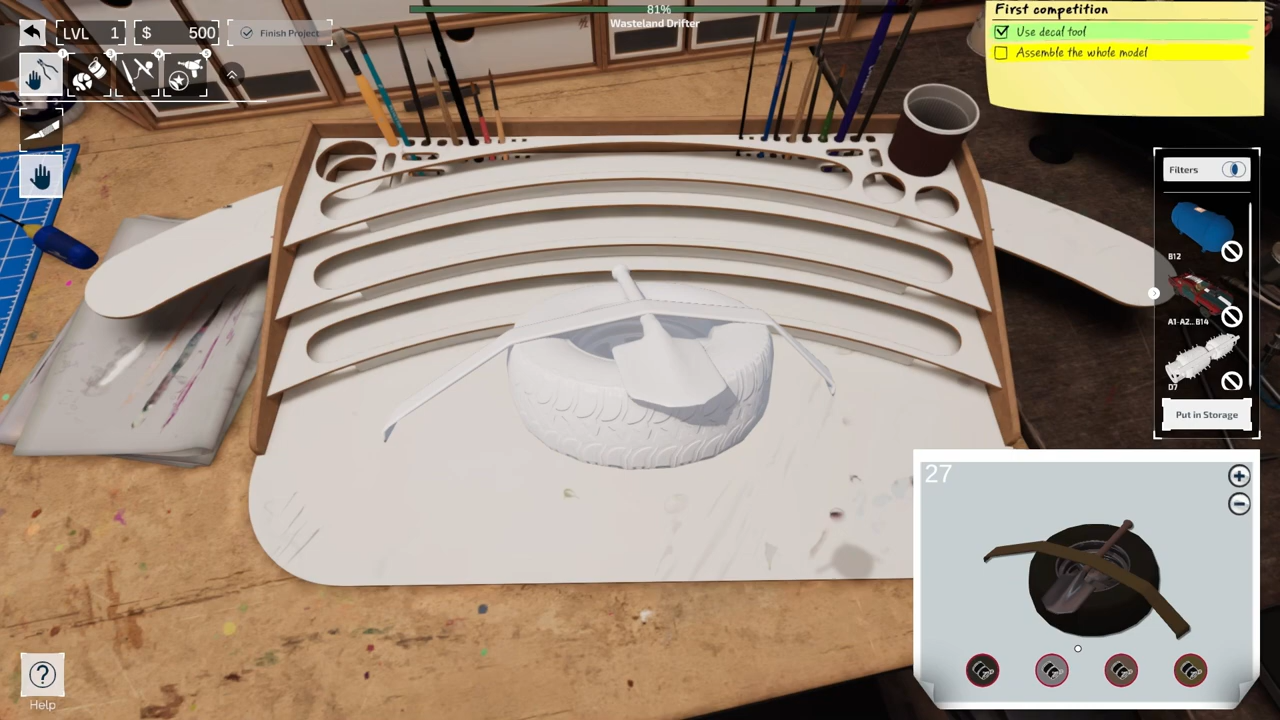 81%
Wasteland Drifter
LVL 1
$ 500
Finish Project
First competition
Use decal tool
Assemble the whole model
Filters
B12
A1-A2...B14
D7
Put in Storage
27
?
Help